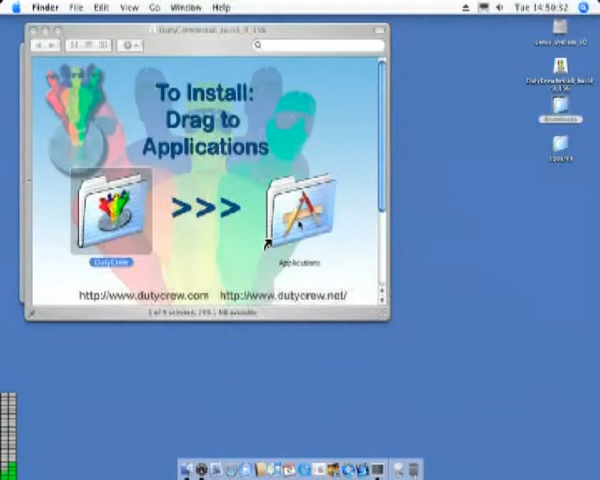 Finder File Edit View Go Window Help
Tue 14:50:32
To Install:
Drag to
Applications
>>>
DutyCrew
Applications
http://www.dutycrew.com http://www.dutycrew.net/
downloads